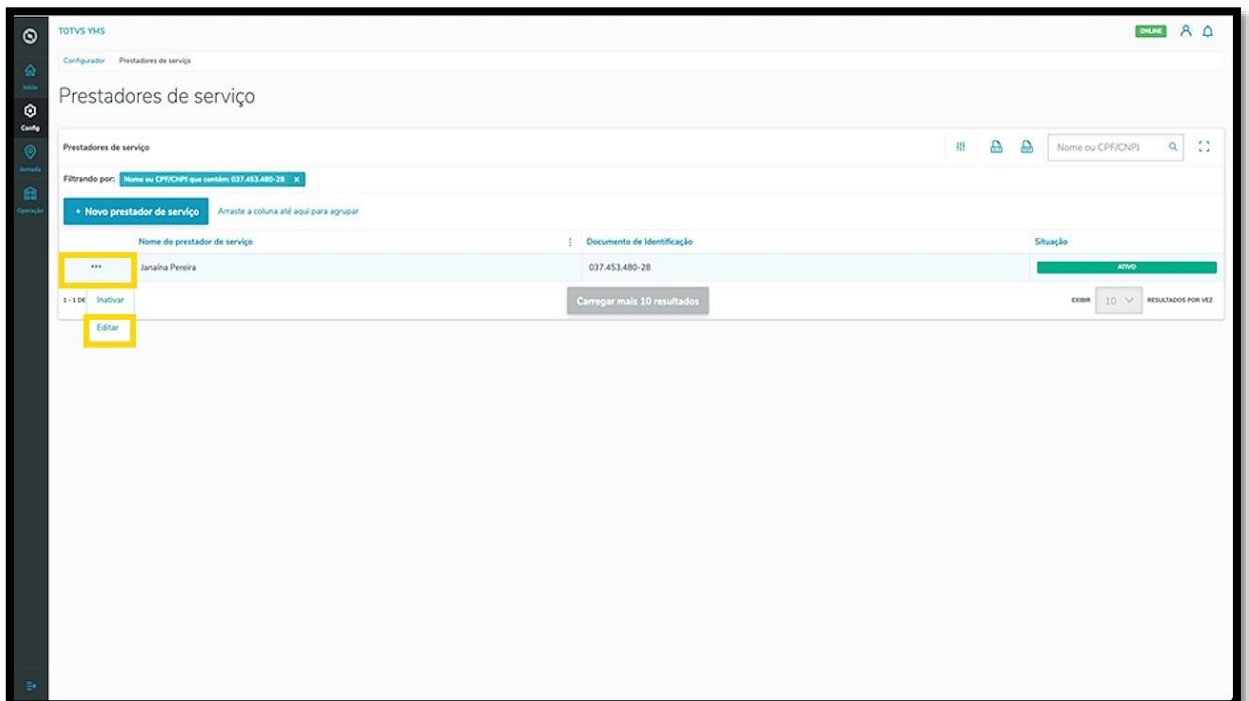 TOTVS YMS
ONLINE
Configurador Prestadores de serviço
Início
Prestadores de serviço
Config
Prestadores de serviço
Nome ou CPF/CNPJ
Jornada
Filtrando por: Nome ou CPF/CNPJ que contém: 037.453.480-28 X
Operação
+ Novo prestador de serviço Arraste a coluna até aqui para agrupar
Nome do prestador de serviço Documento de Identificação Situação
Janaína Pereira 037.453.480-28 ATIVO
1 - 1 DE Inativar Carregar mais 10 resultados EXIBIR 10 RESULTADOS POR VEZ
Editar